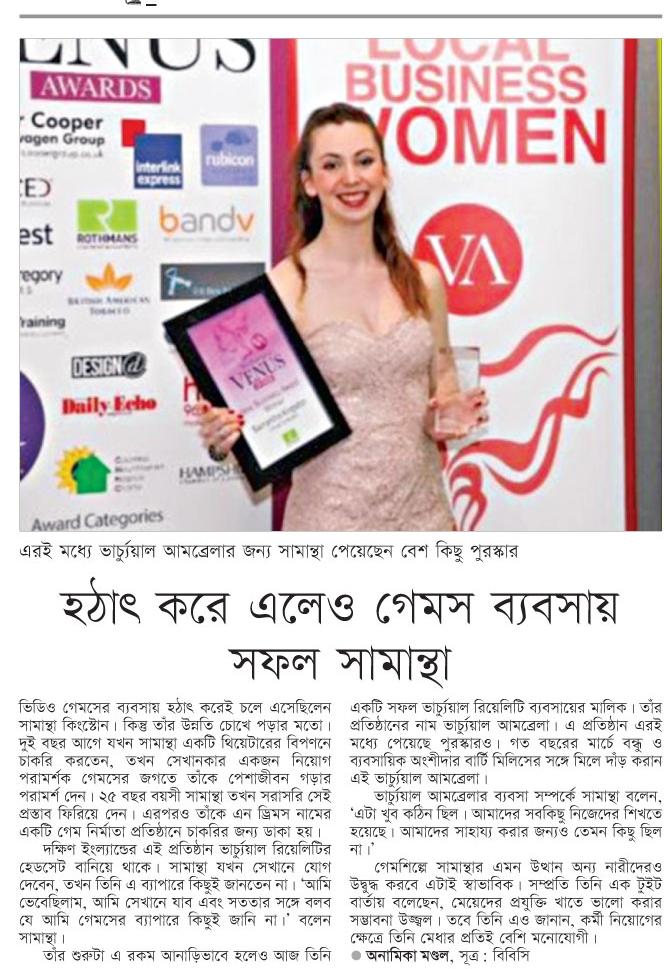 ENUS
AWARDS
r Cooper
wagen Group
interlink
express
rubicon
ED
est
ROTHMANS
bandv
egory
BRITISH AMERICAN
TOBACCO
raining
DESIGN@
Daily Echo
HAMPSH
Award Categories
LOCAL
BUSINESS
WOMEN
VA
VENUS
Winner
এরই মধ্যে ভার্চ্যুয়াল আমব্রেলার জন্য সামান্থা পেয়েছেন বেশ কিছু পুরস্কার
হঠাৎ করে এলেও গেমস ব্যবসায়
সফল সামান্থা
ভিডিও গেমসের ব্যবসায় হঠাৎ করেই চলে এসেছিলেন
সামান্থা কিংস্টোন। কিন্তু তাঁর উন্নতি চোখে পড়ার মতো।
দুই বছর আগে যখন সামান্থা একটি থিয়েটারের বিপণনে
চাকরি করতেন, তখন সেখানকার একজন নিয়োগ
পরামর্শক গেমসের জগতে তাঁকে পেশাজীবন গড়ার
পরামর্শ দেন। ২৫ বছর বয়সী সামান্থা তখন সরাসরি সেই
প্রস্তাব ফিরিয়ে দেন। এরপরও তাঁকে এন ড্রিমস নামের
একটি গেম নির্মাতা প্রতিষ্ঠানে চাকরির জন্য ডাকা হয়।
দক্ষিণ ইংল্যান্ডের এই প্রতিষ্ঠান ভার্চ্যুয়াল রিয়েলিটির
হেডসেট বানিয়ে থাকে। সামান্থা যখন সেখানে যোগ
দেবেন, তখন তিনি এ ব্যাপারে কিছুই জানতেন না। 'আমি
ভেবেছিলাম, আমি সেখানে যাব এবং সততার সঙ্গে বলব
যে আমি গেমসের ব্যাপারে কিছুই জানি না।' বলেন
সামান্থা।
তাঁর শুরুটা এ রকম আনাড়িভাবে হলেও আজ তিনি
একটি সফল ভার্চ্যুয়াল রিয়েলিটি ব্যবসায়ের মালিক। তাঁর
প্রতিষ্ঠানের নাম ভার্চ্যুয়াল আমব্রেলা। এ প্রতিষ্ঠান এরই
মধ্যে পেয়েছে পুরস্কারও। গত বছরের মার্চে বন্ধু ও
ব্যবসায়িক অংশীদার বার্টি মিলিসের সঙ্গে মিলে দাঁড় করান
এই ভার্চ্যুয়াল আমব্রেলা।
ভার্চ্যুয়াল আমব্রেলার ব্যবসা সম্পর্কে সামান্থা বলেন,
'এটা খুব কঠিন ছিল। আমাদের সবকিছু নিজেদের শিখতে
হয়েছে। আমাদের সাহায্য করার জন্যও তেমন কিছু ছিল
না।'
গেমশিল্পে সামান্থার এমন উত্থান অন্য নারীদেরও
উদ্বুদ্ধ করবে এটাই স্বাভাবিক। সম্প্রতি তিনি এক টুইট
বার্তায় বলেছেন, মেয়েদের প্রযুক্তি খাতে ভালো করার
সম্ভাবনা উজ্জ্বল। তবে তিনি এও জানান, কর্মী নিয়োগের
ক্ষেত্রে তিনি মেধার প্রতিই বেশি মনোযোগী।
● অনামিকা মণ্ডল, সূত্র : বিবিসি